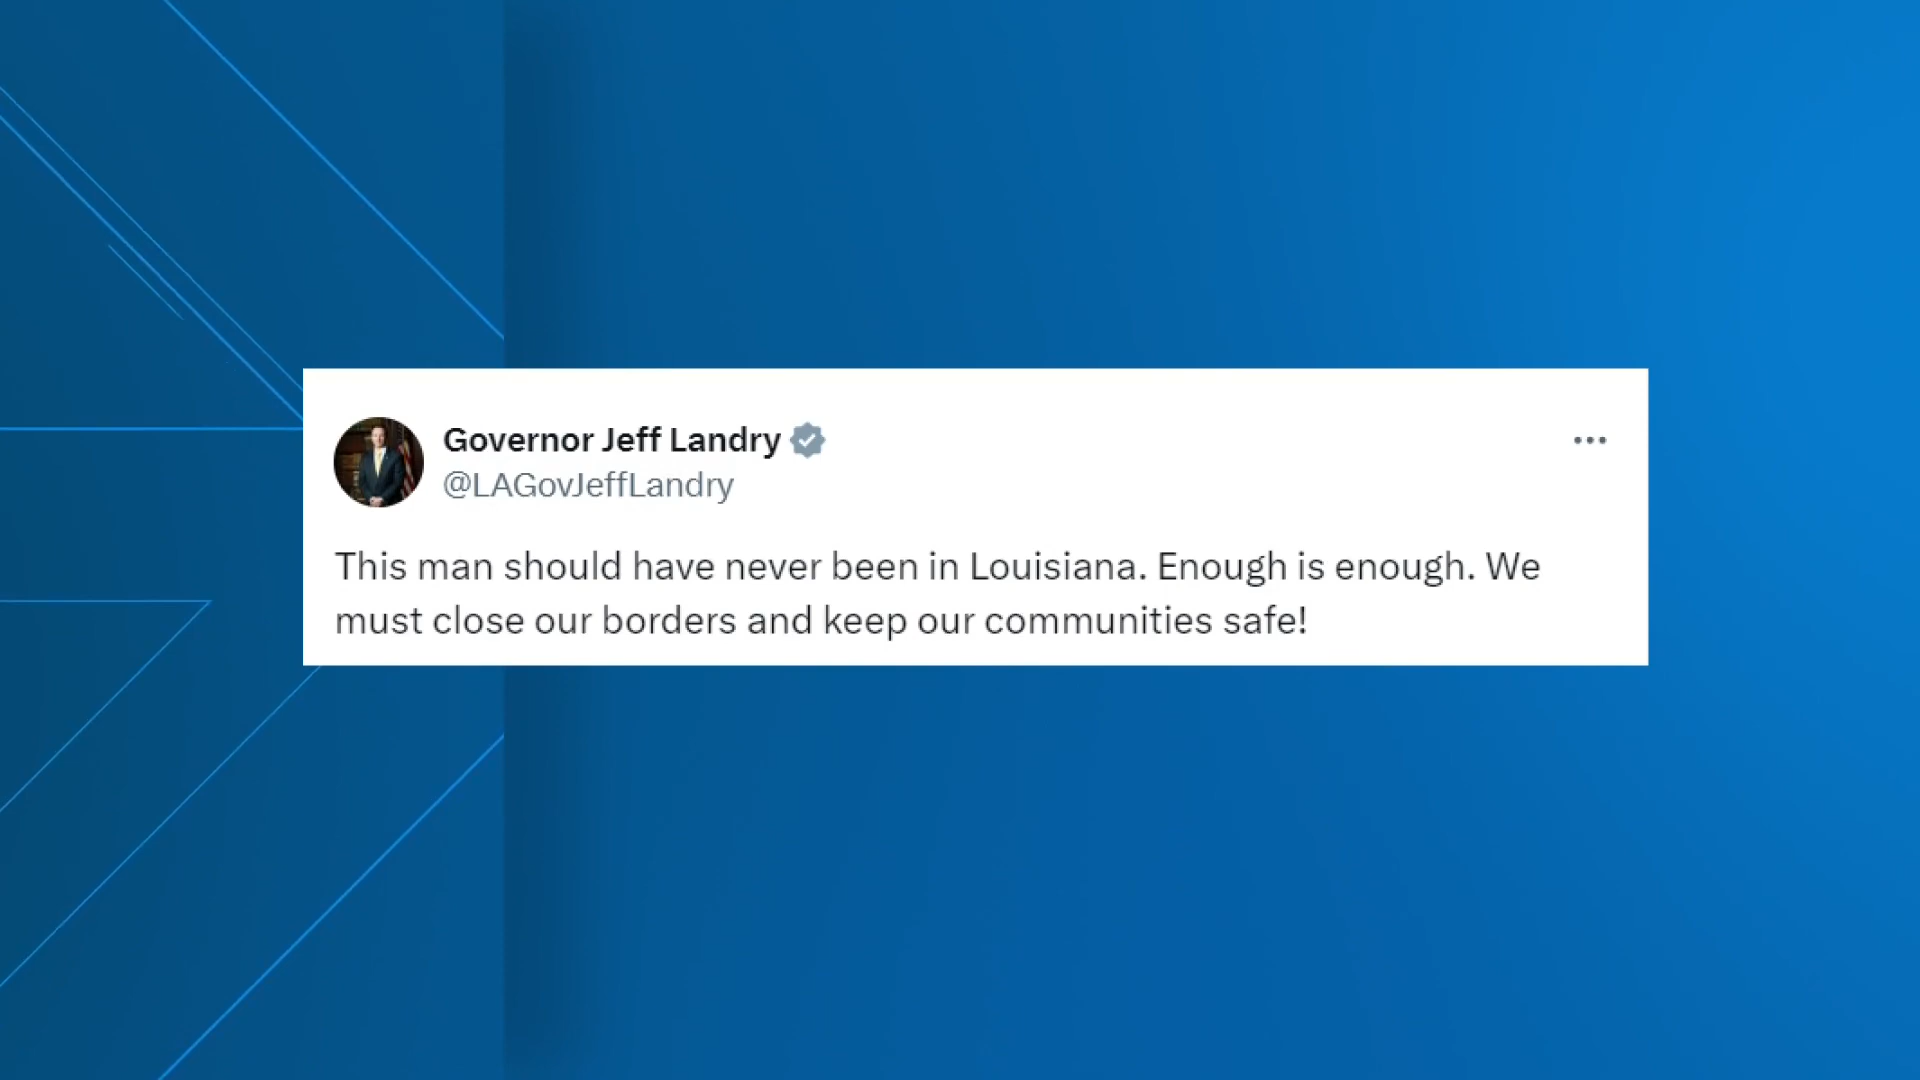 Governor Jeff Landry
@LAGovJeffLandry
This man should have never been in Louisiana. Enough is enough. We
must close our borders and keep our communities safe!